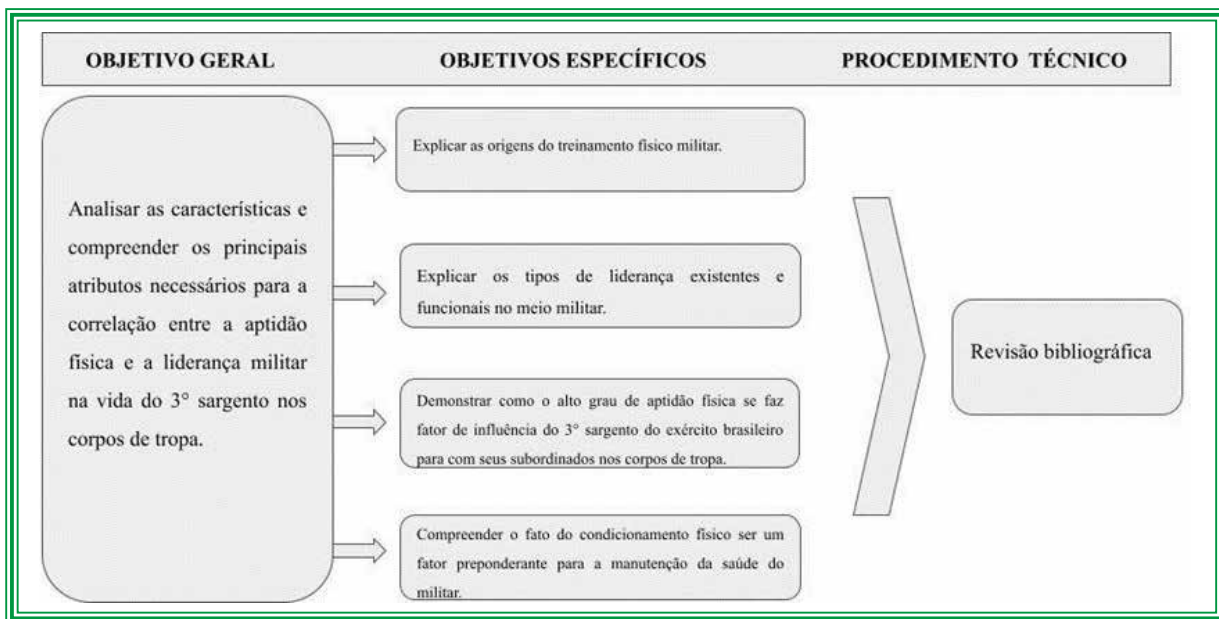 OBJETIVO GERAL
OBJETIVOS ESPECÍFICOS
PROCEDIMENTO TÉCNICO
Analisar as características e
compreender os principais
atributos necessários para a
correlação entre a aptidão
física e a liderança militar
na vida do 3° sargento nos
corpos de tropa.
Explicar as origens do treinamento físico militar.
Explicar os tipos de liderança existentes e
funcionais no meio militar.
Demonstrar como o alto grau de aptidão física se faz
fator de influência do 3° sargento do exército brasileiro
para com seus subordinados nos corpos de tropa.
Compreender o fato do condicionamento físico ser um
fator preponderante para a manutenção da saúde do
militar.
Revisão bibliográfica